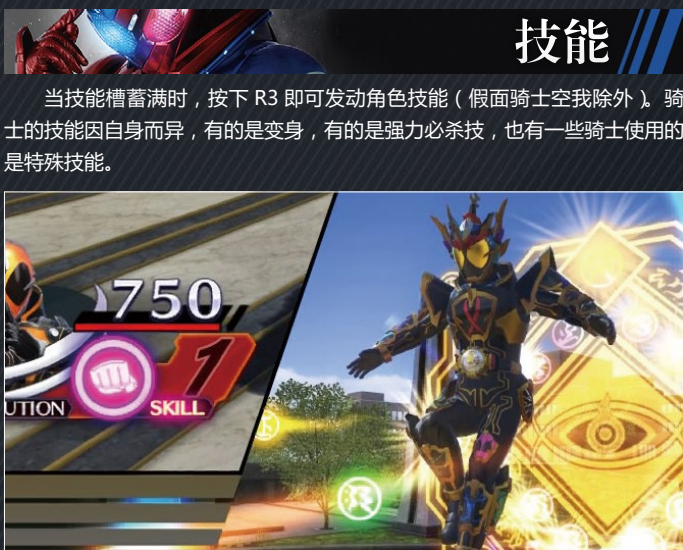 技能
当技能槽蓄满时，按下 R3 即可发动角色技能（假面骑士空我除外）。骑
士的技能因自身而异，有的是变身，有的是强力必杀技，也有一些骑士使用的
是特殊技能。
750
1
UTION
SKILL